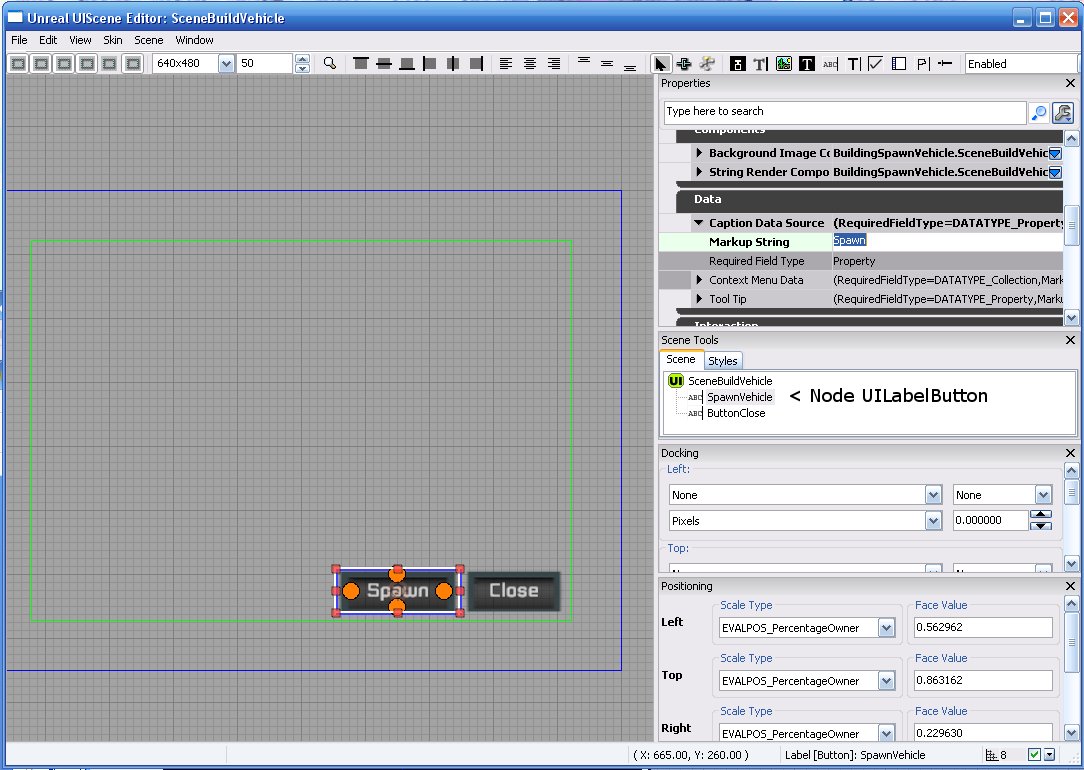 Unreal UIScene Editor: SceneBuildVehicle
File Edit View Skin Scene Window
640x480 50 Enabled
Properties
Type here to search
Components
Background Image Cc BuildingSpawnVehicle.SceneBuildVehic
String Render Compo BuildingSpawnVehicle.SceneBuildVehic
Data
Caption Data Source (RequiredFieldType=DATATYPE_Property
Markup String Spawn
Required Field Type Property
Context Menu Data (RequiredFieldType=DATATYPE_Collection,Mark
Tool Tip (RequiredFieldType=DATATYPE_Property,Marku
Interaction
Scene Tools
Scene Styles
UI SceneBuildVehicle
ABC SpawnVehicle < Node UILabelButton
ABC ButtonClose
Docking
Left:
None None
Pixels 0.000000
Top:
Spawn Close
Positioning
Scale Type Face Value
Left EVALPOS_PercentageOwner 0.562962
Scale Type Face Value
Top EVALPOS_PercentageOwner 0.863162
Scale Type Face Value
Right EVALPOS_PercentageOwner 0.229630
( X: 665.00, Y: 260.00 ) Label [Button]: SpawnVehicle 8